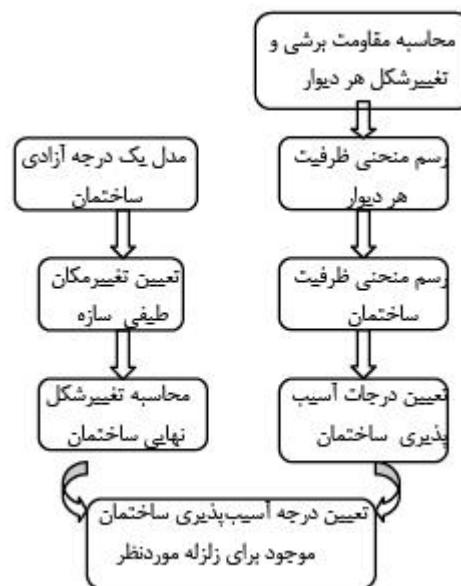 محاسبه مقاومت برشی و
تغییرشکل هر دیوار
رسم منحنی ظرفیت
هر دیوار
مدل یک درجه آزادی
ساختمان
رسم منحنی ظرفیت
ساختمان
تعیین تغییرمکان
طیفی سازه
تعیین درجات آسیب
پذیری ساختمان
محاسبه تغییرشکل
نهایی ساختمان
تعیین درجه آسیب‌پذیری ساختمان
موجود برای زلزله موردنظر